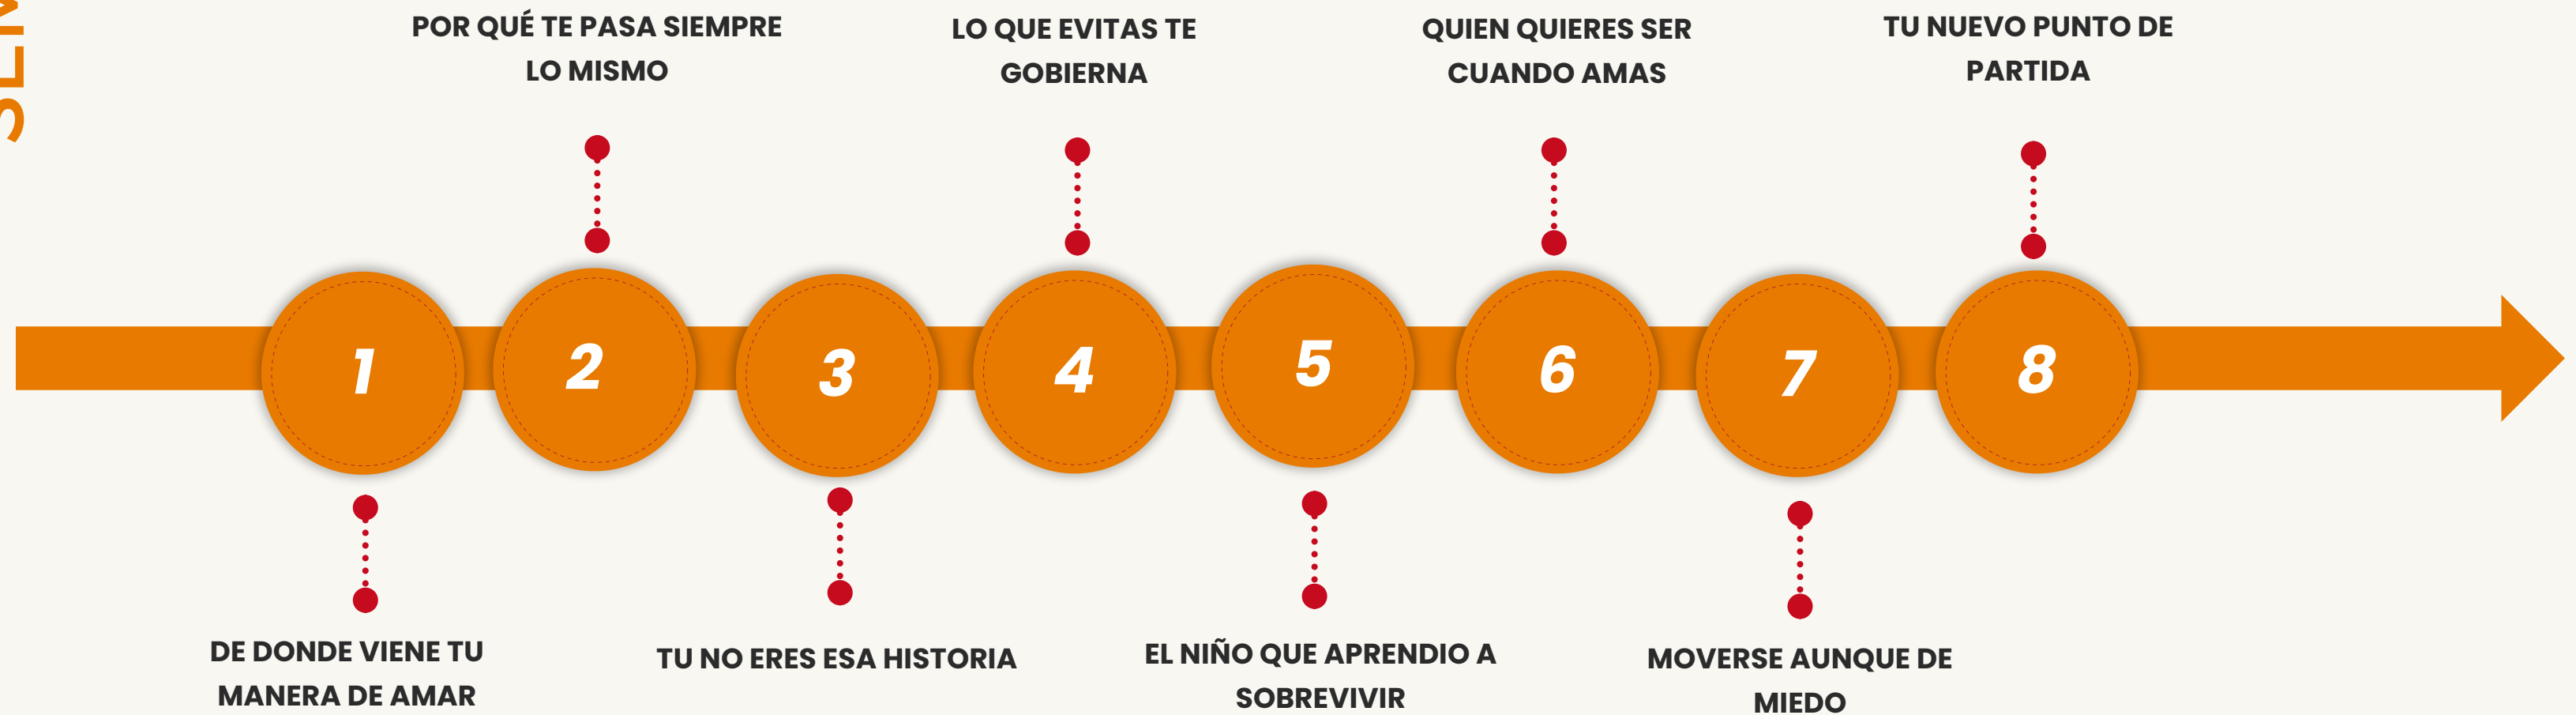 POR QUÉ TE PASA SIEMPRE
LO MISMO
LO QUE EVITAS TE
GOBIERNA
QUIEN QUIERES SER
CUANDO AMAS
TU NUEVO PUNTO DE
PARTIDA
1
2
3
4
5
6
7
8
DE DONDE VIENE TU
MANERA DE AMAR
TU NO ERES ESA HISTORIA
EL NIÑO QUE APRENDIO A
SOBREVIVIR
MOVERSE AUNQUE DE
MIEDO